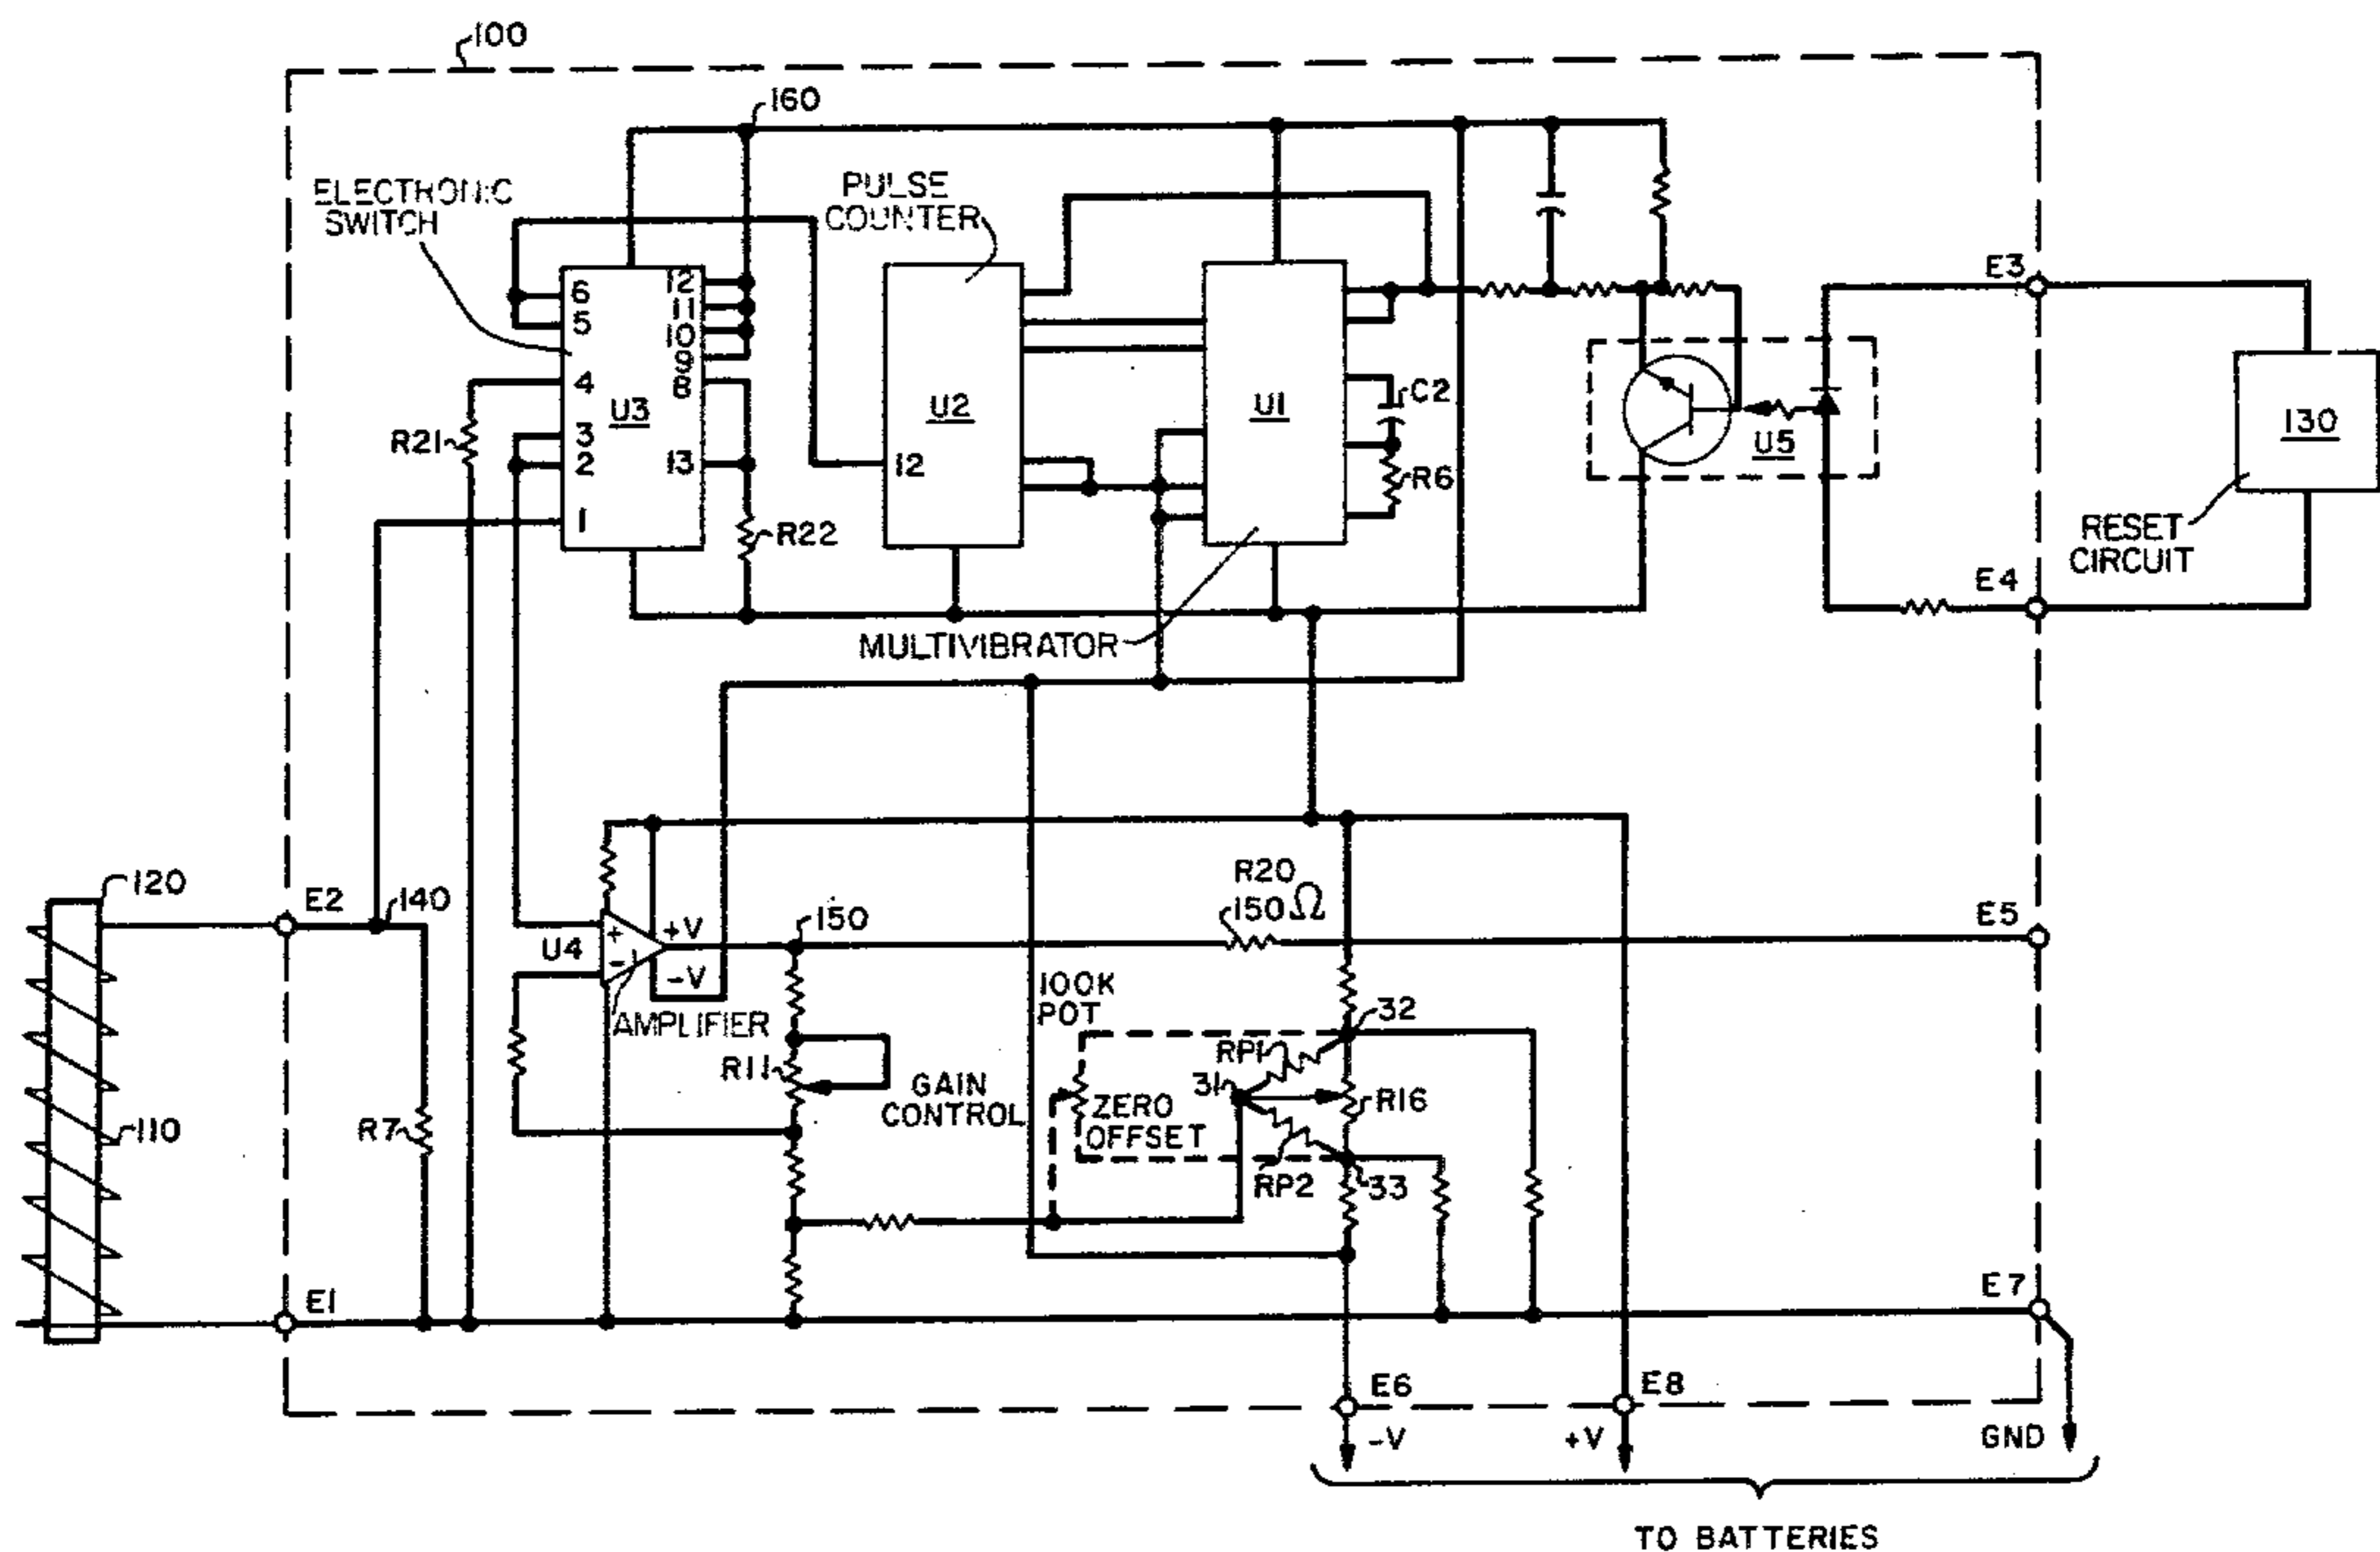 100
160
ELECTRONIC
SWITCH
PULSE
COUNTER
E3
6
5
4
3
2
1
12
11
10
9
8
13
U3
R21
R22
U2
12
U1
C2
R6
U5
130
RESET
CIRCUIT
E4
MULTIVIBRATOR
120
E2
140
U4
+
-
+V
-V
AMPLIFIER
150
R20
150Ω
E5
100K
POT
32
RP1
31
R11
GAIN
CONTROL
ZERO
OFFSET
R16
RP2
33
110
R7
E1
E7
E6
E8
-V
+V
GND
TO BATTERIES